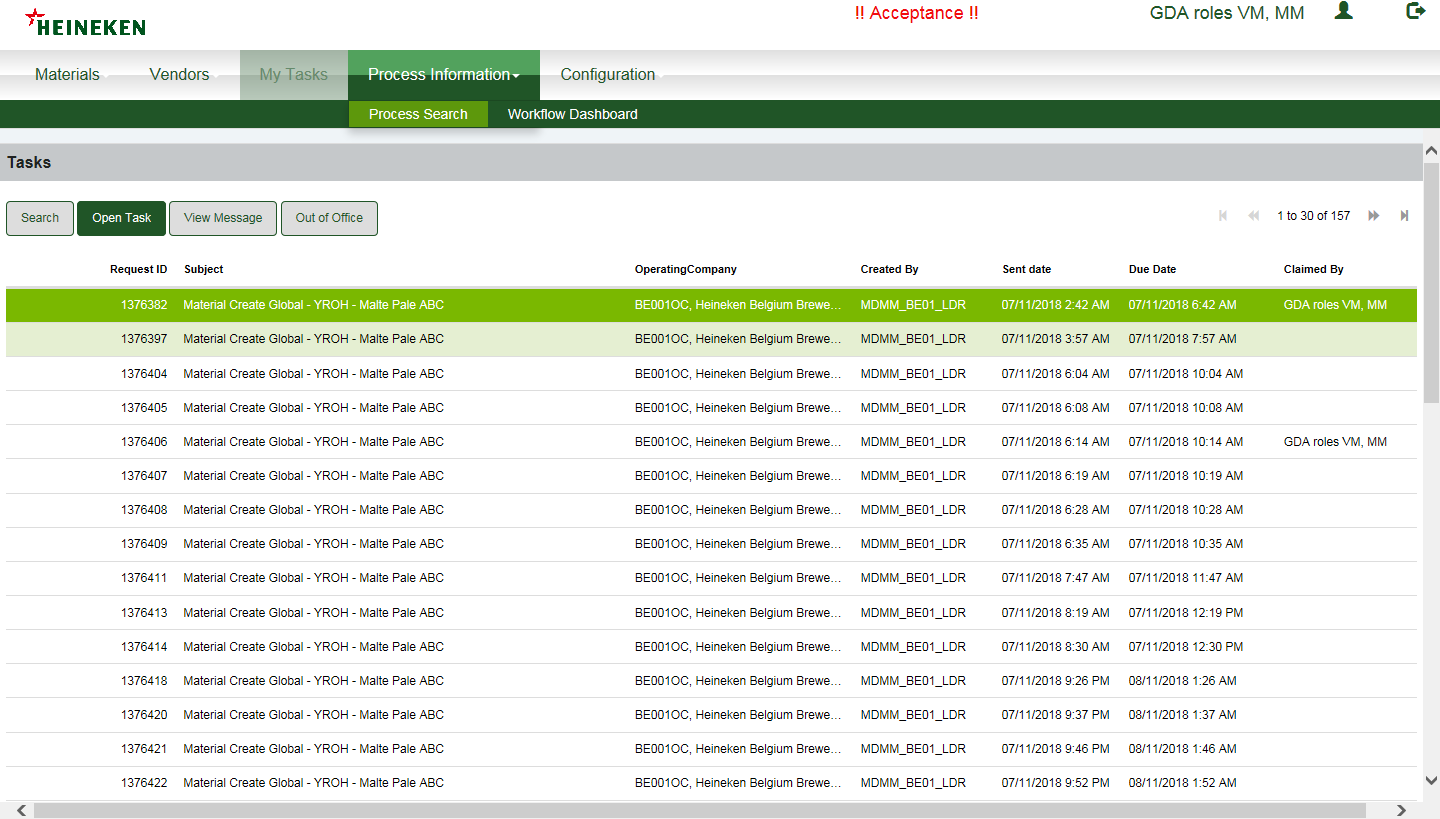 HEINEKEN
!! Acceptance !!
GDA roles VM, MM
Materials Vendors My Tasks Process Information Configuration
Process Search Workflow Dashboard
Tasks
Search Open Task View Message Out of Office 1 to 30 of 157
Request ID Subject OperatingCompany Created By Sent date Due Date Claimed By
1376382 Material Create Global - YROH - Malte Pale ABC BE001OC, Heineken Belgium Brewe... MDMM_BE01_LDR 07/11/2018 2:42 AM 07/11/2018 6:42 AM GDA roles VM, MM
1376397 Material Create Global - YROH - Malte Pale ABC BE001OC, Heineken Belgium Brewe... MDMM_BE01_LDR 07/11/2018 3:57 AM 07/11/2018 7:57 AM
1376404 Material Create Global - YROH - Malte Pale ABC BE001OC, Heineken Belgium Brewe... MDMM_BE01_LDR 07/11/2018 6:04 AM 07/11/2018 10:04 AM
1376405 Material Create Global - YROH - Malte Pale ABC BE001OC, Heineken Belgium Brewe... MDMM_BE01_LDR 07/11/2018 6:08 AM 07/11/2018 10:08 AM
1376406 Material Create Global - YROH - Malte Pale ABC BE001OC, Heineken Belgium Brewe... MDMM_BE01_LDR 07/11/2018 6:14 AM 07/11/2018 10:14 AM GDA roles VM, MM
1376407 Material Create Global - YROH - Malte Pale ABC BE001OC, Heineken Belgium Brewe... MDMM_BE01_LDR 07/11/2018 6:19 AM 07/11/2018 10:19 AM
1376408 Material Create Global - YROH - Malte Pale ABC BE001OC, Heineken Belgium Brewe... MDMM_BE01_LDR 07/11/2018 6:28 AM 07/11/2018 10:28 AM
1376409 Material Create Global - YROH - Malte Pale ABC BE001OC, Heineken Belgium Brewe... MDMM_BE01_LDR 07/11/2018 6:35 AM 07/11/2018 10:35 AM
1376411 Material Create Global - YROH - Malte Pale ABC BE001OC, Heineken Belgium Brewe... MDMM_BE01_LDR 07/11/2018 7:47 AM 07/11/2018 11:47 AM
1376413 Material Create Global - YROH - Malte Pale ABC BE001OC, Heineken Belgium Brewe... MDMM_BE01_LDR 07/11/2018 8:19 AM 07/11/2018 12:19 PM
1376414 Material Create Global - YROH - Malte Pale ABC BE001OC, Heineken Belgium Brewe... MDMM_BE01_LDR 07/11/2018 8:30 AM 07/11/2018 12:30 PM
1376418 Material Create Global - YROH - Malte Pale ABC BE001OC, Heineken Belgium Brewe... MDMM_BE01_LDR 07/11/2018 9:26 PM 08/11/2018 1:26 AM
1376420 Material Create Global - YROH - Malte Pale ABC BE001OC, Heineken Belgium Brewe... MDMM_BE01_LDR 07/11/2018 9:37 PM 08/11/2018 1:37 AM
1376421 Material Create Global - YROH - Malte Pale ABC BE001OC, Heineken Belgium Brewe... MDMM_BE01_LDR 07/11/2018 9:46 PM 08/11/2018 1:46 AM
1376422 Material Create Global - YROH - Malte Pale ABC BE001OC, Heineken Belgium Brewe... MDMM_BE01_LDR 07/11/2018 9:52 PM 08/11/2018 1:52 AM